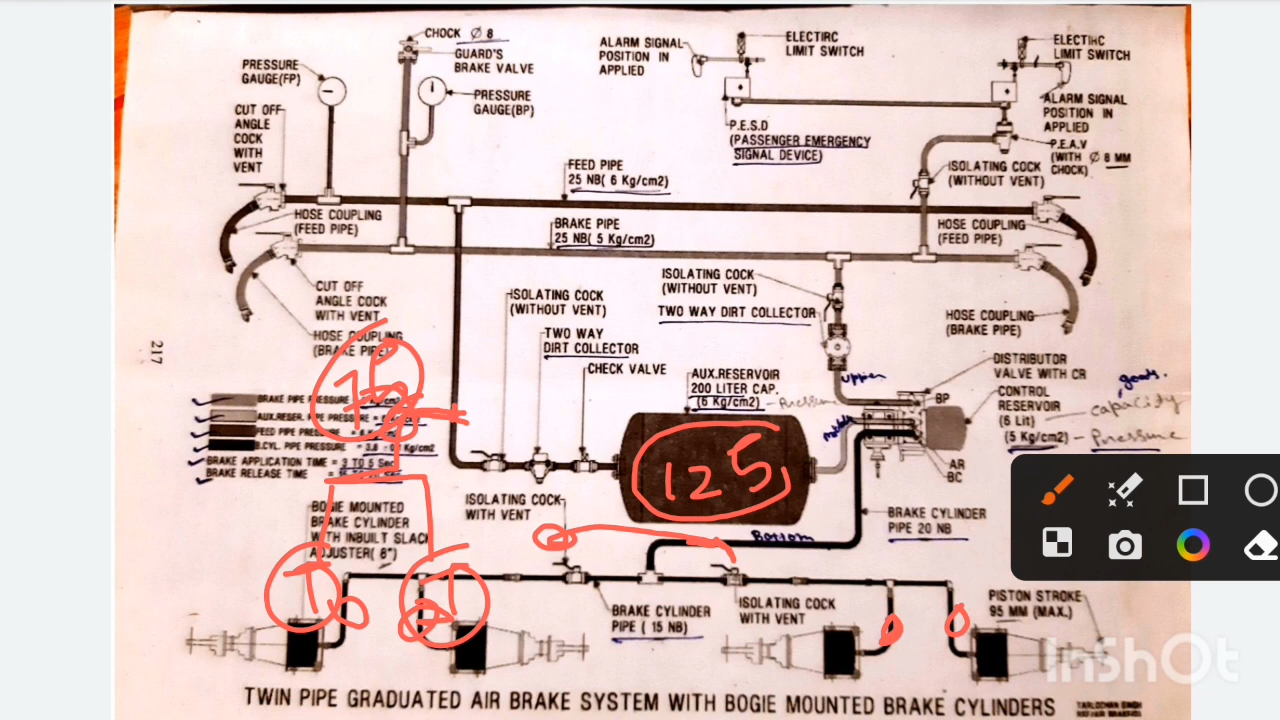 CHOCK Ø 8
GUARD'S
BRAKE VALVE
PRESSURE
GAUGE(FP)
PRESSURE
GAUGE(BP)
CUT OFF
ANGLE
COCK
WITH
VENT
ALARM SIGNAL
POSITION IN
APPLIED
ELECTIRC
LIMIT SWITCH
ELECTIRC
LIMIT SWITCH
ALARM SIGNAL
POSITION IN
APPLIED
P.E.S.D
(PASSENGER EMERGENCY
SIGNAL DEVICE)
P.E.A.V
(WITH Ø 8 MM
CHOCK)
ISOLATING COCK
(WITHOUT VENT)
FEED PIPE
25 NB( 6 Kg/cm2)
HOSE COUPLING
(FEED PIPE)
BRAKE PIPE
25 NB( 5 Kg/cm2)
HOSE COUPLING
(FEED PIPE)
CUT OFF
ANGLE COCK
WITH VENT
HOSE COUPLING
(BRAKE PIPE)
ISOLATING COCK
(WITHOUT VENT)
TWO WAY
DIRT COLLECTOR
CHECK VALVE
ISOLATING COCK
(WITHOUT VENT)
TWO WAY DIRT COLLECTOR
HOSE COUPLING
(BRAKE PIPE)
217
AUX.RESERVOIR
200 LITER CAP.
(6 Kg/cm2) - Pressure
upper
DISTRIBUTOR
VALVE WITH CR
BP
CONTROL
RESERVOIR
(6 Lit)
(5 Kg/cm2) - Pressure
goods.
capacity
AR
BC
BRAKE PIPE PRESSURE
AUX.RESER. PIPE PRESSURE
FEED PIPE PRESSURE
B.CYL. PIPE PRESSURE = 3.8
BRAKE APPLICATION TIME = 3 TO 5 Sec
BRAKE RELEASE TIME
125
BOGIE MOUNTED
BRAKE CYLINDER
WITH INBUILT SLACK
ADJUSTER( 8")
ISOLATING COCK
WITH VENT
Bottom
BRAKE CYLINDER
PIPE 20 NB
BRAKE CYLINDER
PIPE ( 15 NB)
ISOLATING COCK
WITH VENT
PISTON STROKE
95 MM (MAX.)
InShOt
TWIN PIPE GRADUATED AIR BRAKE SYSTEM WITH BOGIE MOUNTED BRAKE CYLINDERS
TARLOCHAN SINGH